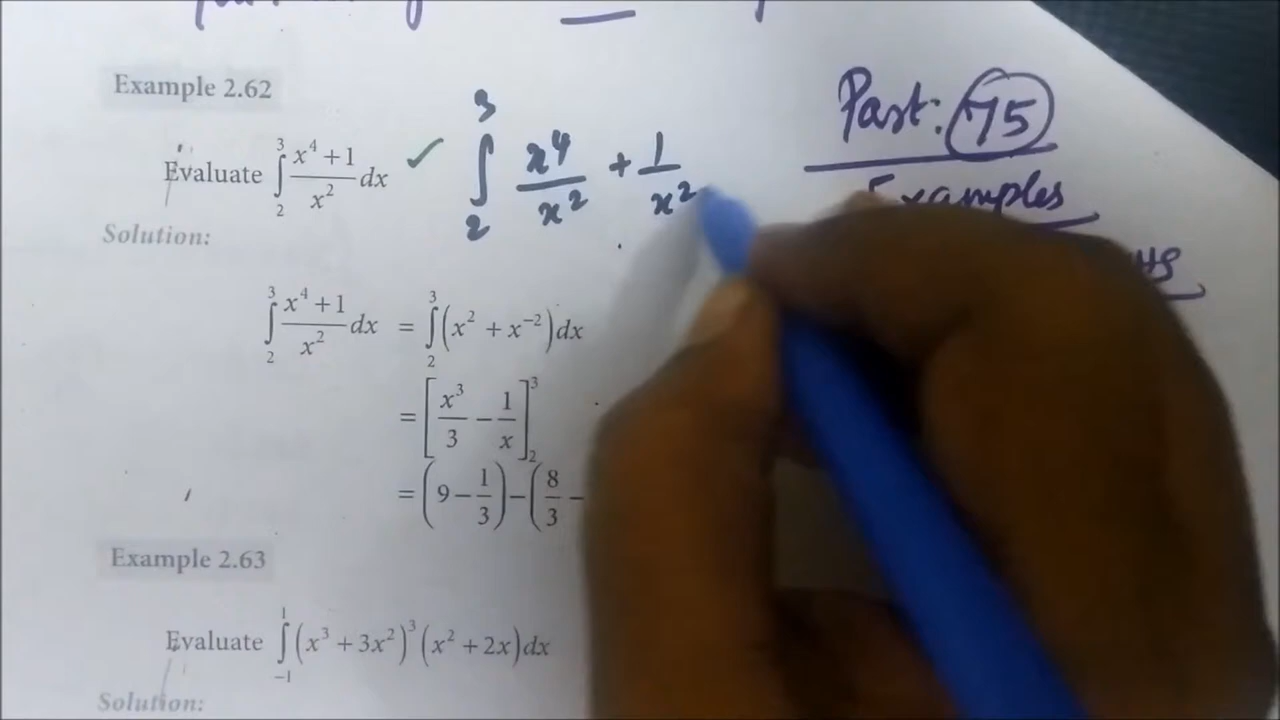 Example 2.62
Evaluate ∫₂³ (x⁴ + 1)/x² dx ✓ ∫₂³ x⁴/x² + 1/x²
Part: 75
Examples
Solution:
∫₂³ (x⁴ + 1)/x² dx = ∫₂³ (x² + x⁻²) dx
= [x³/3 − 1/x]₂³
= (9 − 1/3) − (8/3 −
Example 2.63
Evaluate ∫₋₁¹ (x³ + 3x²)³ (x² + 2x) dx
Solution: